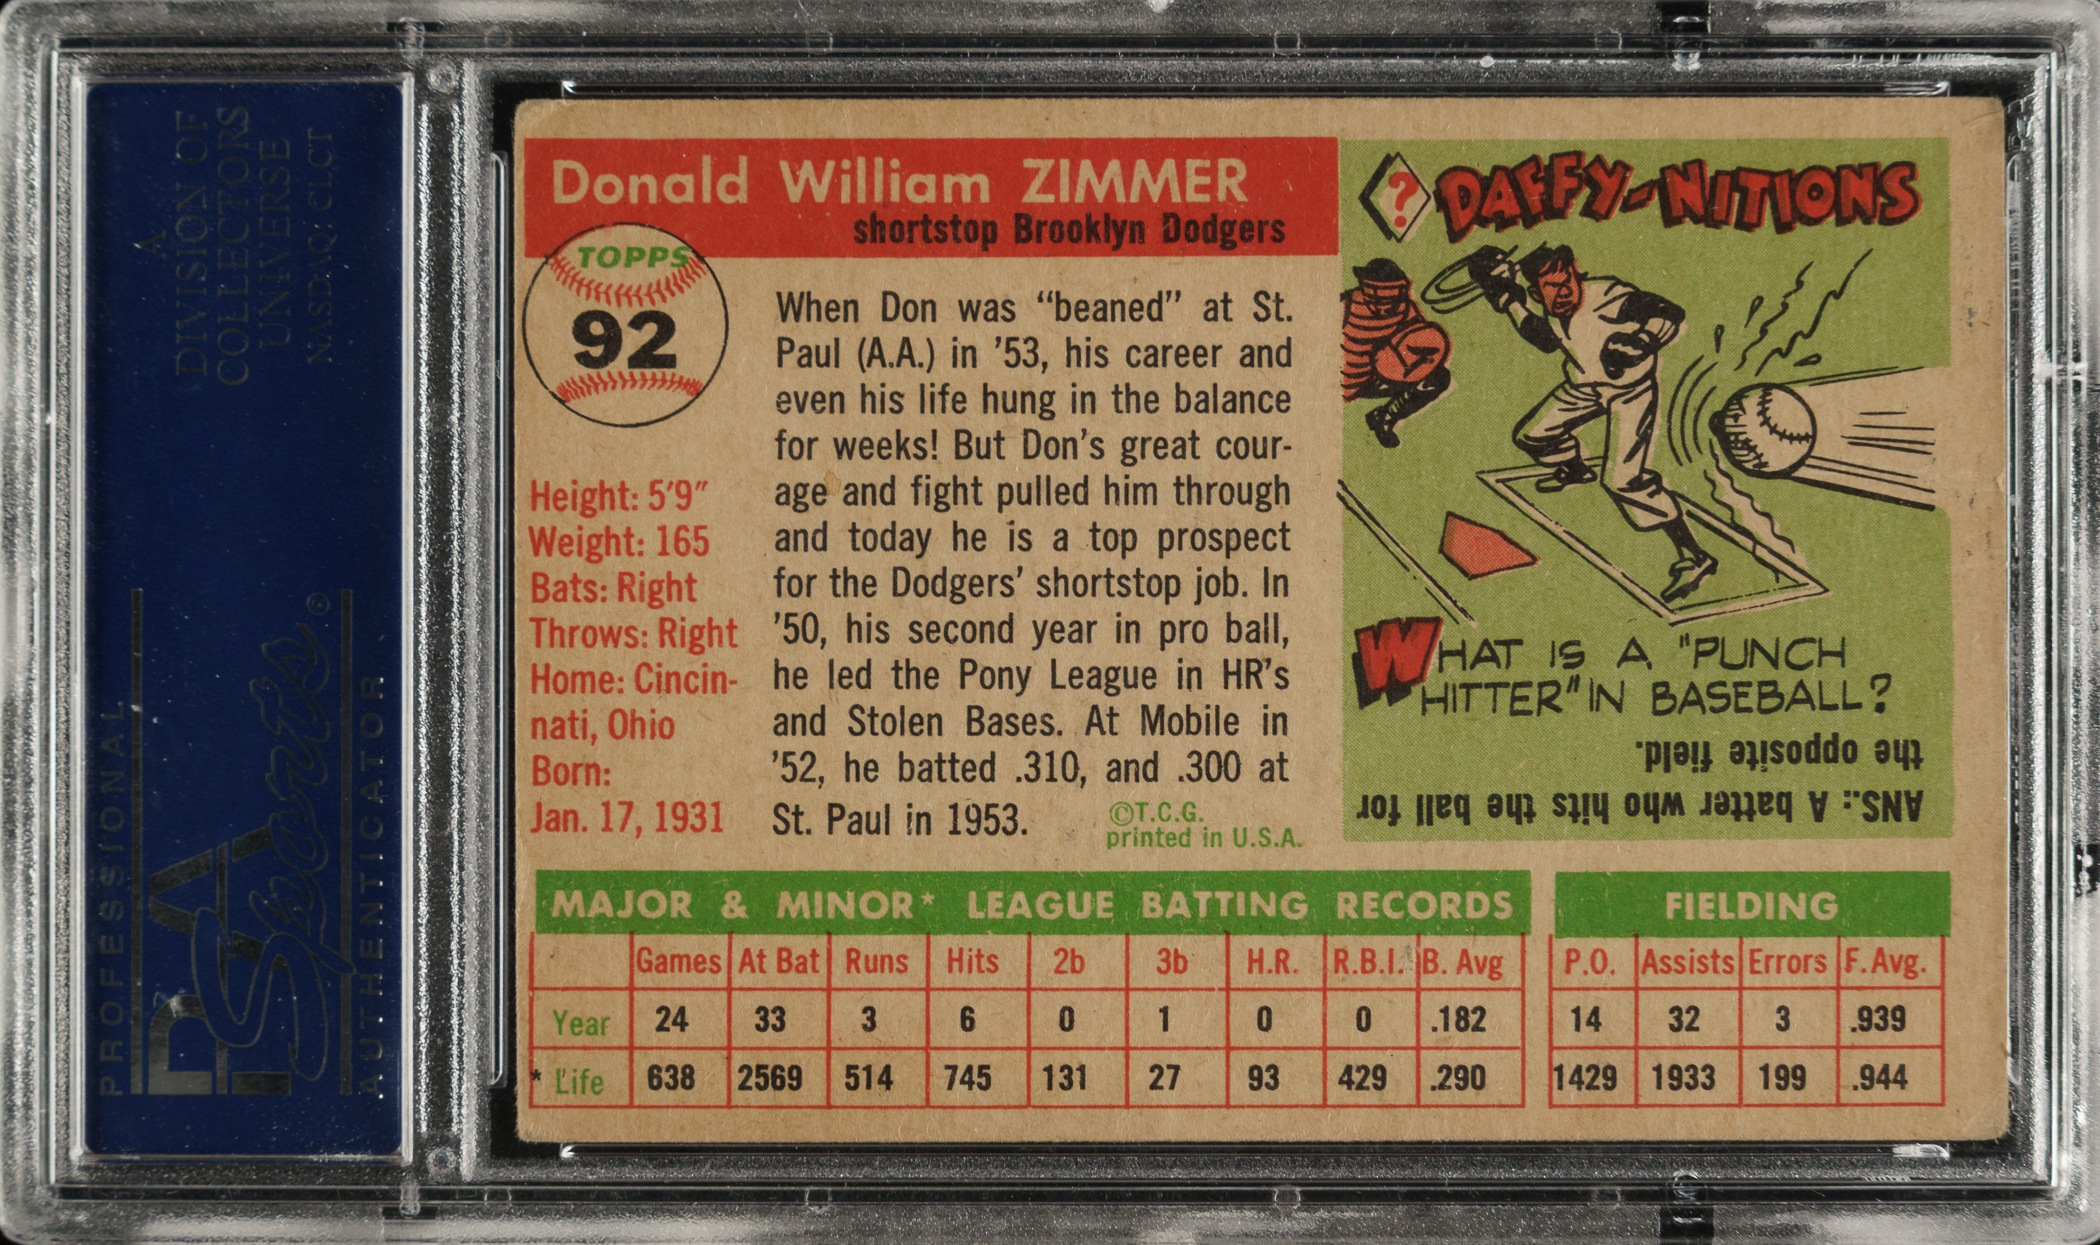 A
DIVISION OF
COLLECTORS
UNIVERSE
NASDAQ: CLCT
PROFESSIONAL
PSA
Sports®
AUTHENTICATOR
Donald William ZIMMER
shortstop Brooklyn Dodgers
TOPPS
92
Height: 5'9"
Weight: 165
Bats: Right
Throws: Right
Home: Cincin-
nati, Ohio
Born:
Jan. 17, 1931
When Don was "beaned" at St.
Paul (A.A.) in '53, his career and
even his life hung in the balance
for weeks! But Don's great cour-
age and fight pulled him through
and today he is a top prospect
for the Dodgers' shortstop job. In
'50, his second year in pro ball,
he led the Pony League in HR's
and Stolen Bases. At Mobile in
'52, he batted .310, and .300 at
St. Paul in 1953.
©T.C.G.
printed in U.S.A.
? DAFFY-NITIONS
WHAT IS A "PUNCH
HITTER" IN BASEBALL?
ANS.: A batter who hits the ball for
the opposite field.
MAJOR & MINOR* LEAGUE BATTING RECORDS
Games At Bat Runs Hits 2b 3b H.R. R.B.I. B. Avg
Year 24 33 3 6 0 1 0 0 .182
* Life 638 2569 514 745 131 27 93 429 .290
FIELDING
P.O. Assists Errors F. Avg.
14 32 3 .939
1429 1933 199 .944